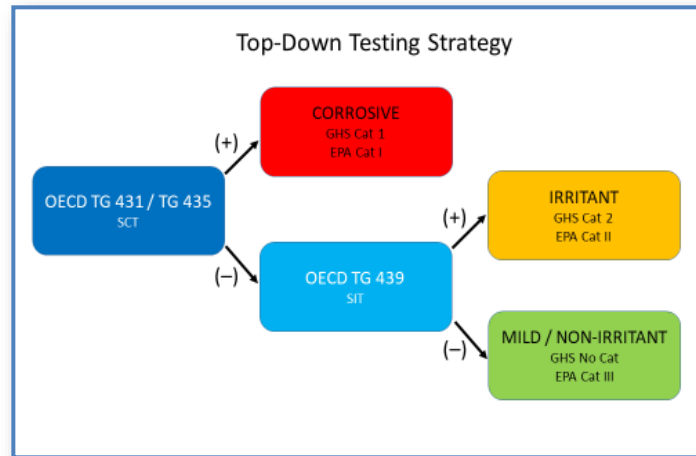 Top-Down Testing Strategy
CORROSIVE
GHS Cat 1
EPA Cat I
(+)
OECD TG 431 / TG 435
SCT
(–)
OECD TG 439
SIT
(+)
IRRITANT
GHS Cat 2
EPA Cat II
(–)
MILD / NON-IRRITANT
GHS No Cat
EPA Cat III